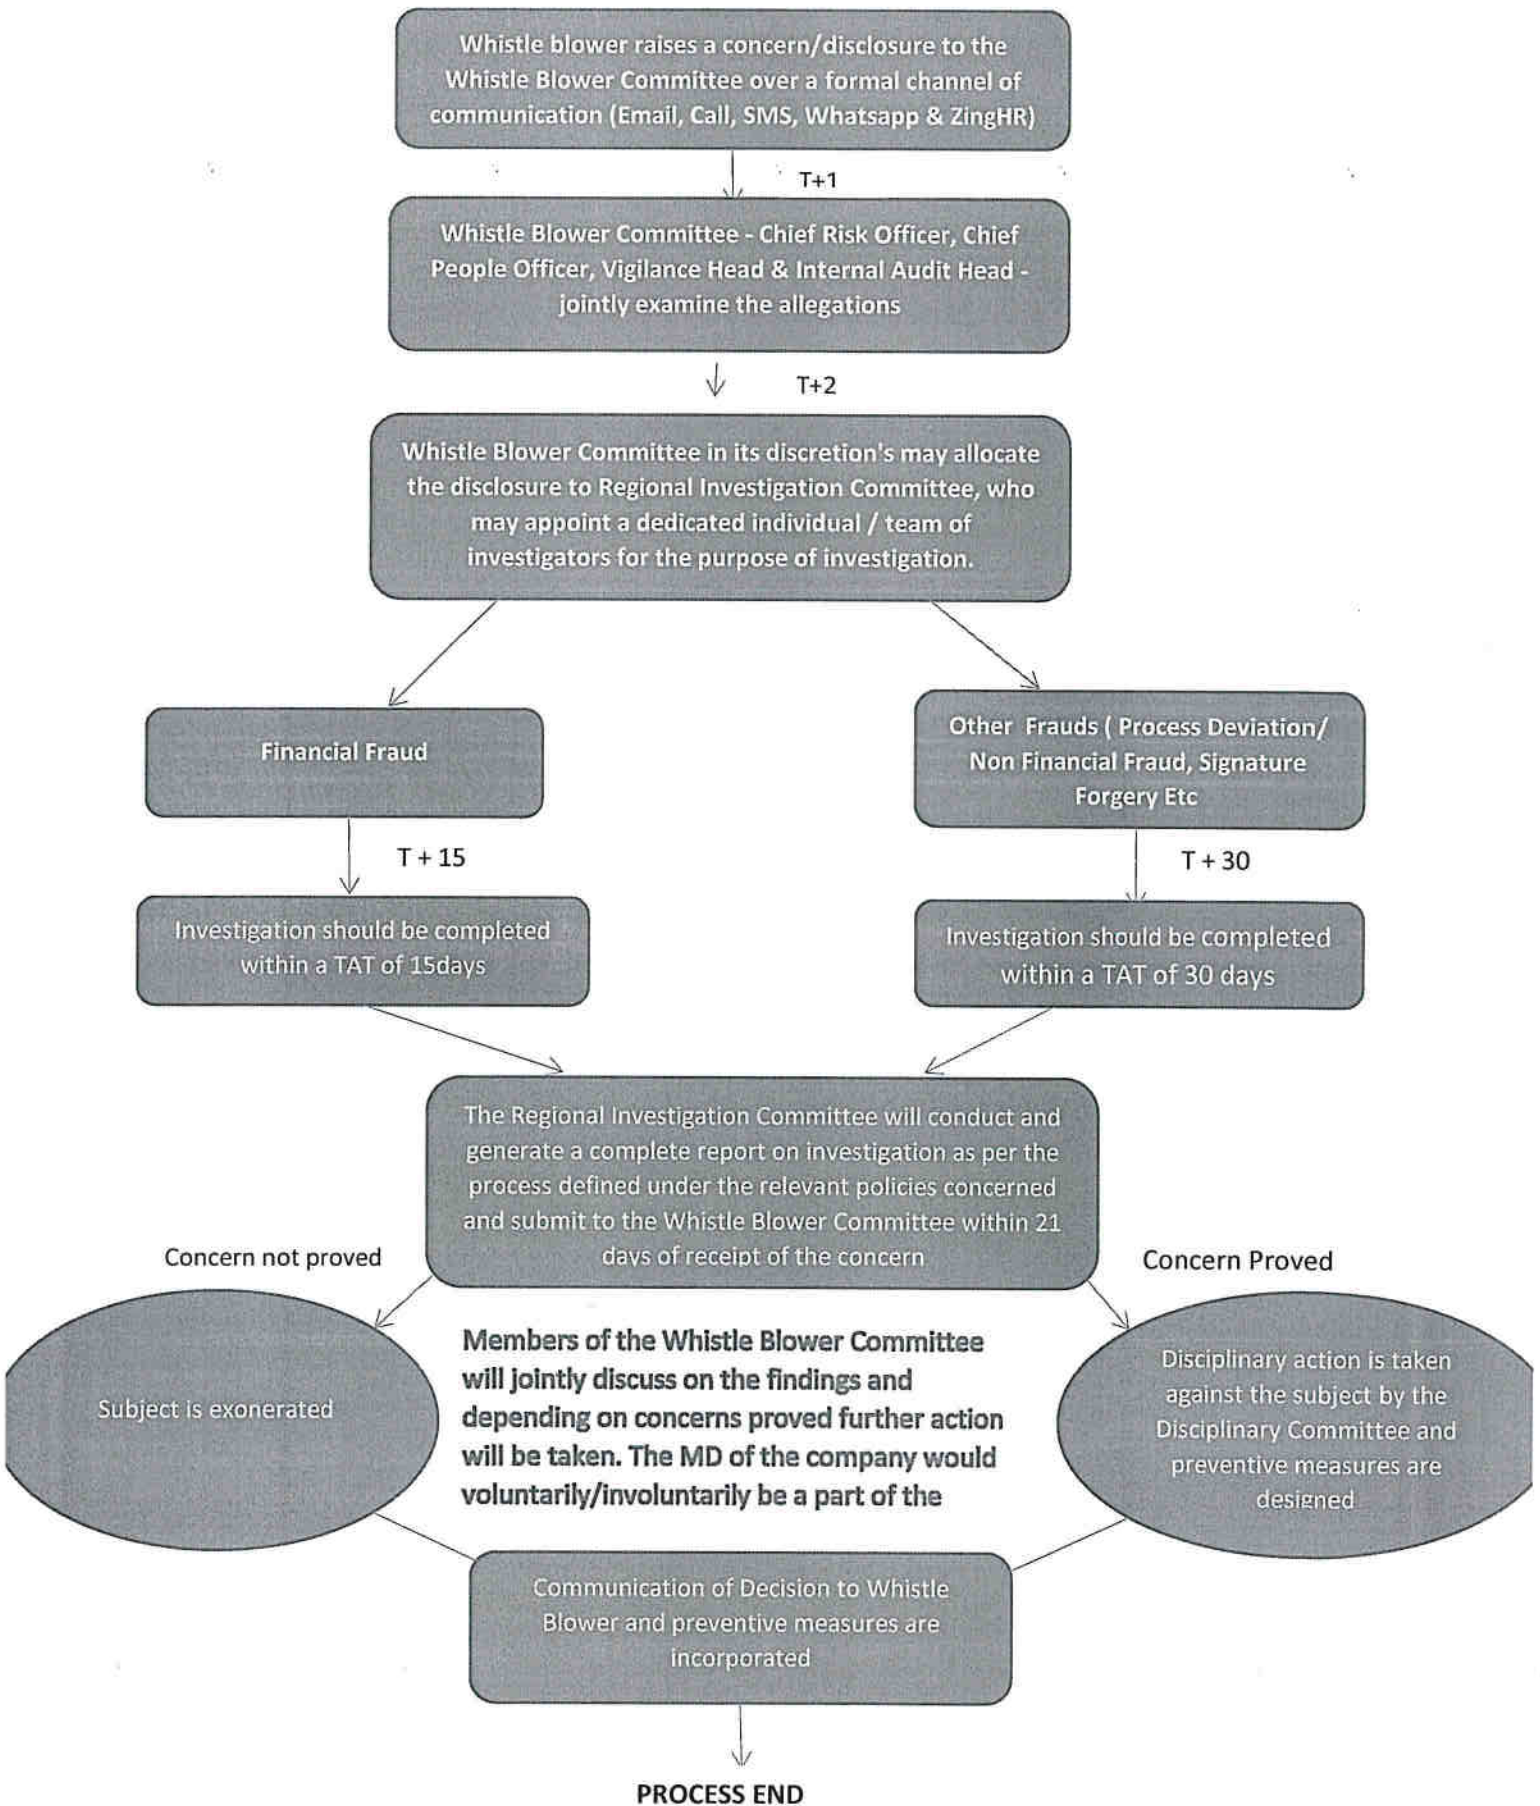 Whistle blower raises a concern/disclosure to the
Whistle Blower Committee over a formal channel of
communication (Email, Call, SMS, Whatsapp & ZingHR)
T+1
Whistle Blower Committee - Chief Risk Officer, Chief
People Officer, Vigilance Head & Internal Audit Head -
jointly examine the allegations
T+2
Whistle Blower Committee in its discretion's may allocate
the disclosure to Regional Investigation Committee, who
may appoint a dedicated individual / team of
investigators for the purpose of investigation.
Financial Fraud
Other Frauds ( Process Deviation/
Non Financial Fraud, Signature
Forgery Etc
T + 15
T + 30
Investigation should be completed
within a TAT of 15days
Investigation should be completed
within a TAT of 30 days
The Regional Investigation Committee will conduct and
generate a complete report on investigation as per the
process defined under the relevant policies concerned
and submit to the Whistle Blower Committee within 21
days of receipt of the concern
Concern not proved
Concern Proved
Subject is exonerated
Members of the Whistle Blower Committee
will jointly discuss on the findings and
depending on concerns proved further action
will be taken. The MD of the company would
voluntarily/involuntarily be a part of the
Disciplinary action is taken
against the subject by the
Disciplinary Committee and
preventive measures are
designed
Communication of Decision to Whistle
Blower and preventive measures are
incorporated
PROCESS END